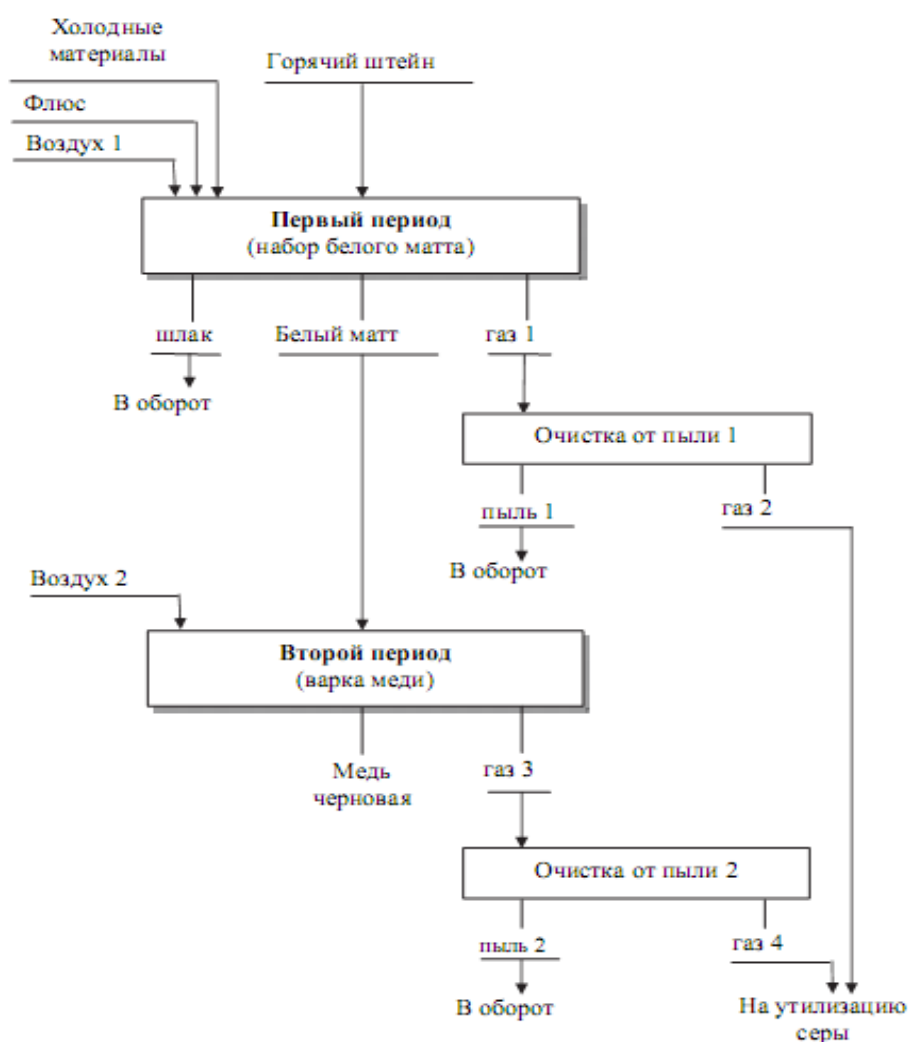 Холодные
материалы
Горячий штейн
Флюс
Воздух 1
Первый период
(набор белого матта)
шлак
Белый матт
газ 1
В оборот
Очистка от пыли 1
пыль 1
газ 2
В оборот
Воздух 2
Второй период
(варка меди)
Медь
черновая
газ 3
Очистка от пыли 2
пыль 2
газ 4
В оборот
На утилизацию
серы